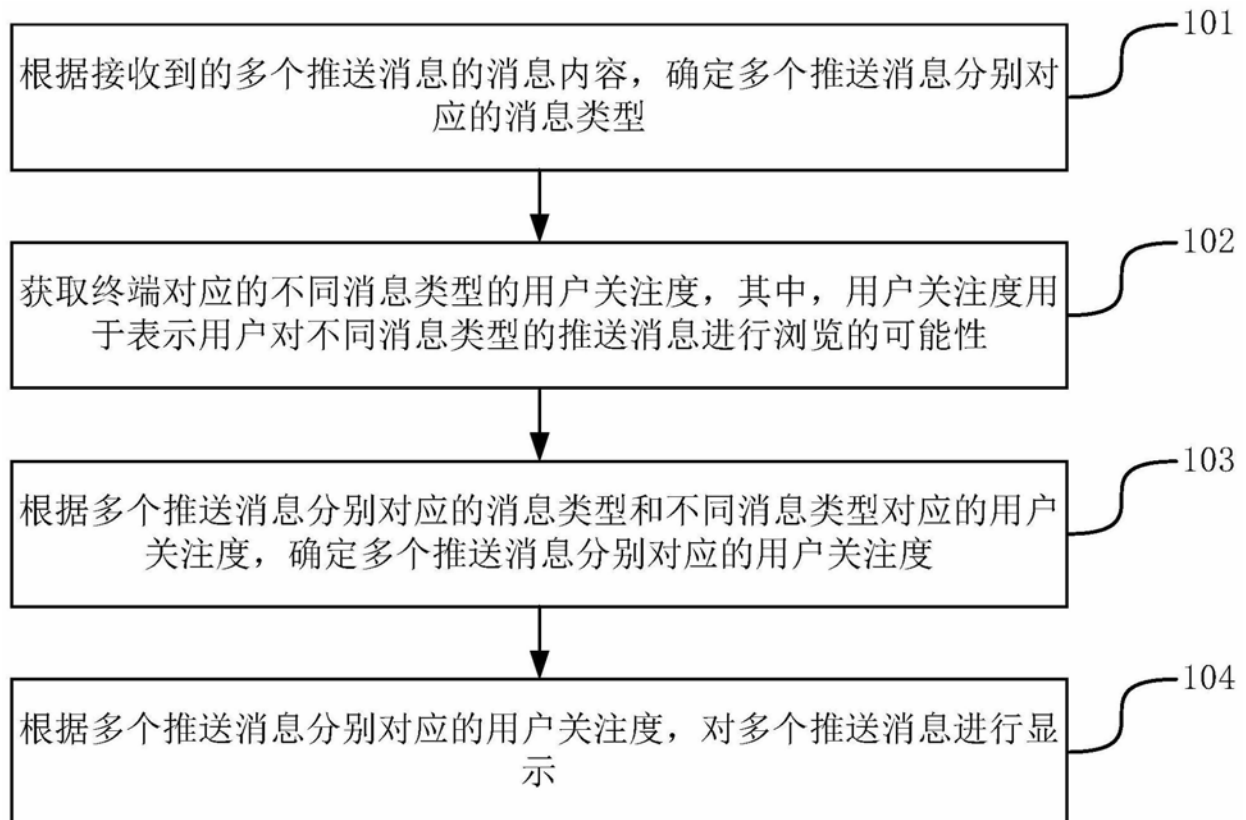 101
根据接收到的多个推送消息的消息内容，确定多个推送消息分别对
应的消息类型
102
获取终端对应的不同消息类型的用户关注度，其中，用户关注度用
于表示用户对不同消息类型的推送消息进行浏览的可能性
103
根据多个推送消息分别对应的消息类型和不同消息类型对应的用户
关注度，确定多个推送消息分别对应的用户关注度
104
根据多个推送消息分别对应的用户关注度，对多个推送消息进行显
示